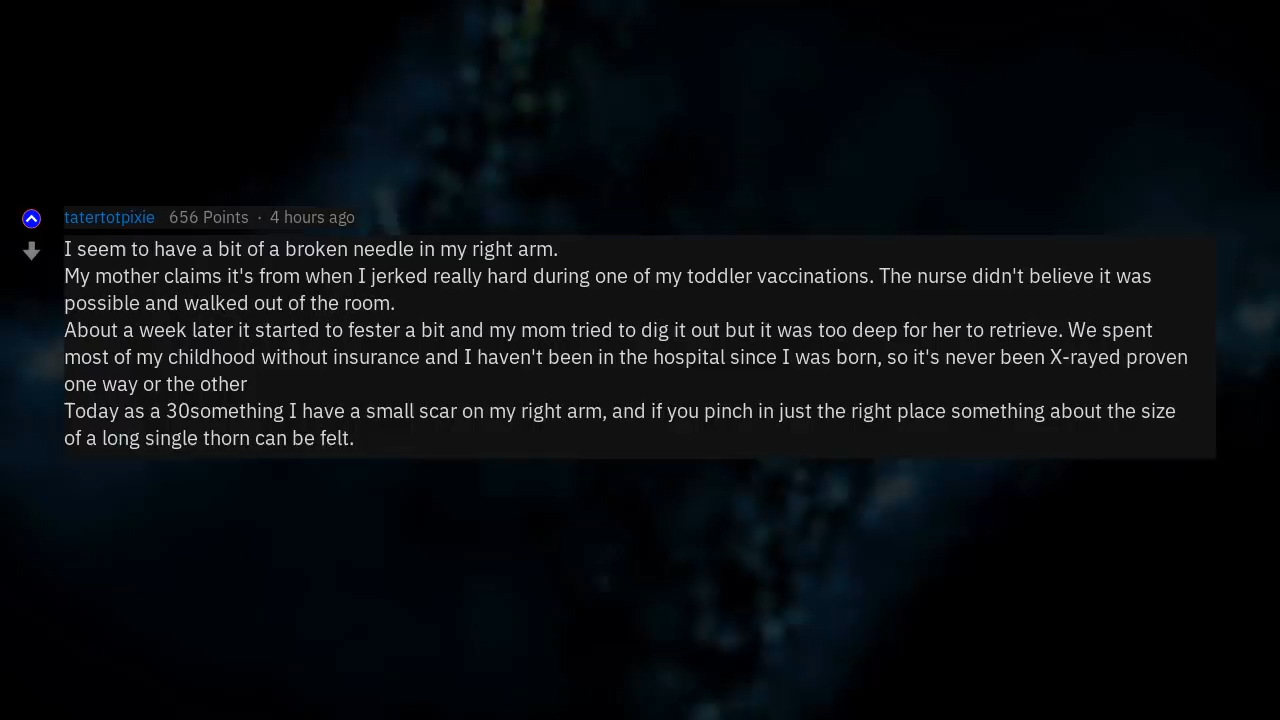 tatertotpixie 656 Points · 4 hours ago
I seem to have a bit of a broken needle in my right arm.
My mother claims it's from when I jerked really hard during one of my toddler vaccinations. The nurse didn't believe it was
possible and walked out of the room.
About a week later it started to fester a bit and my mom tried to dig it out but it was too deep for her to retrieve. We spent
most of my childhood without insurance and I haven't been in the hospital since I was born, so it's never been X-rayed proven
one way or the other
Today as a 30something I have a small scar on my right arm, and if you pinch in just the right place something about the size
of a long single thorn can be felt.